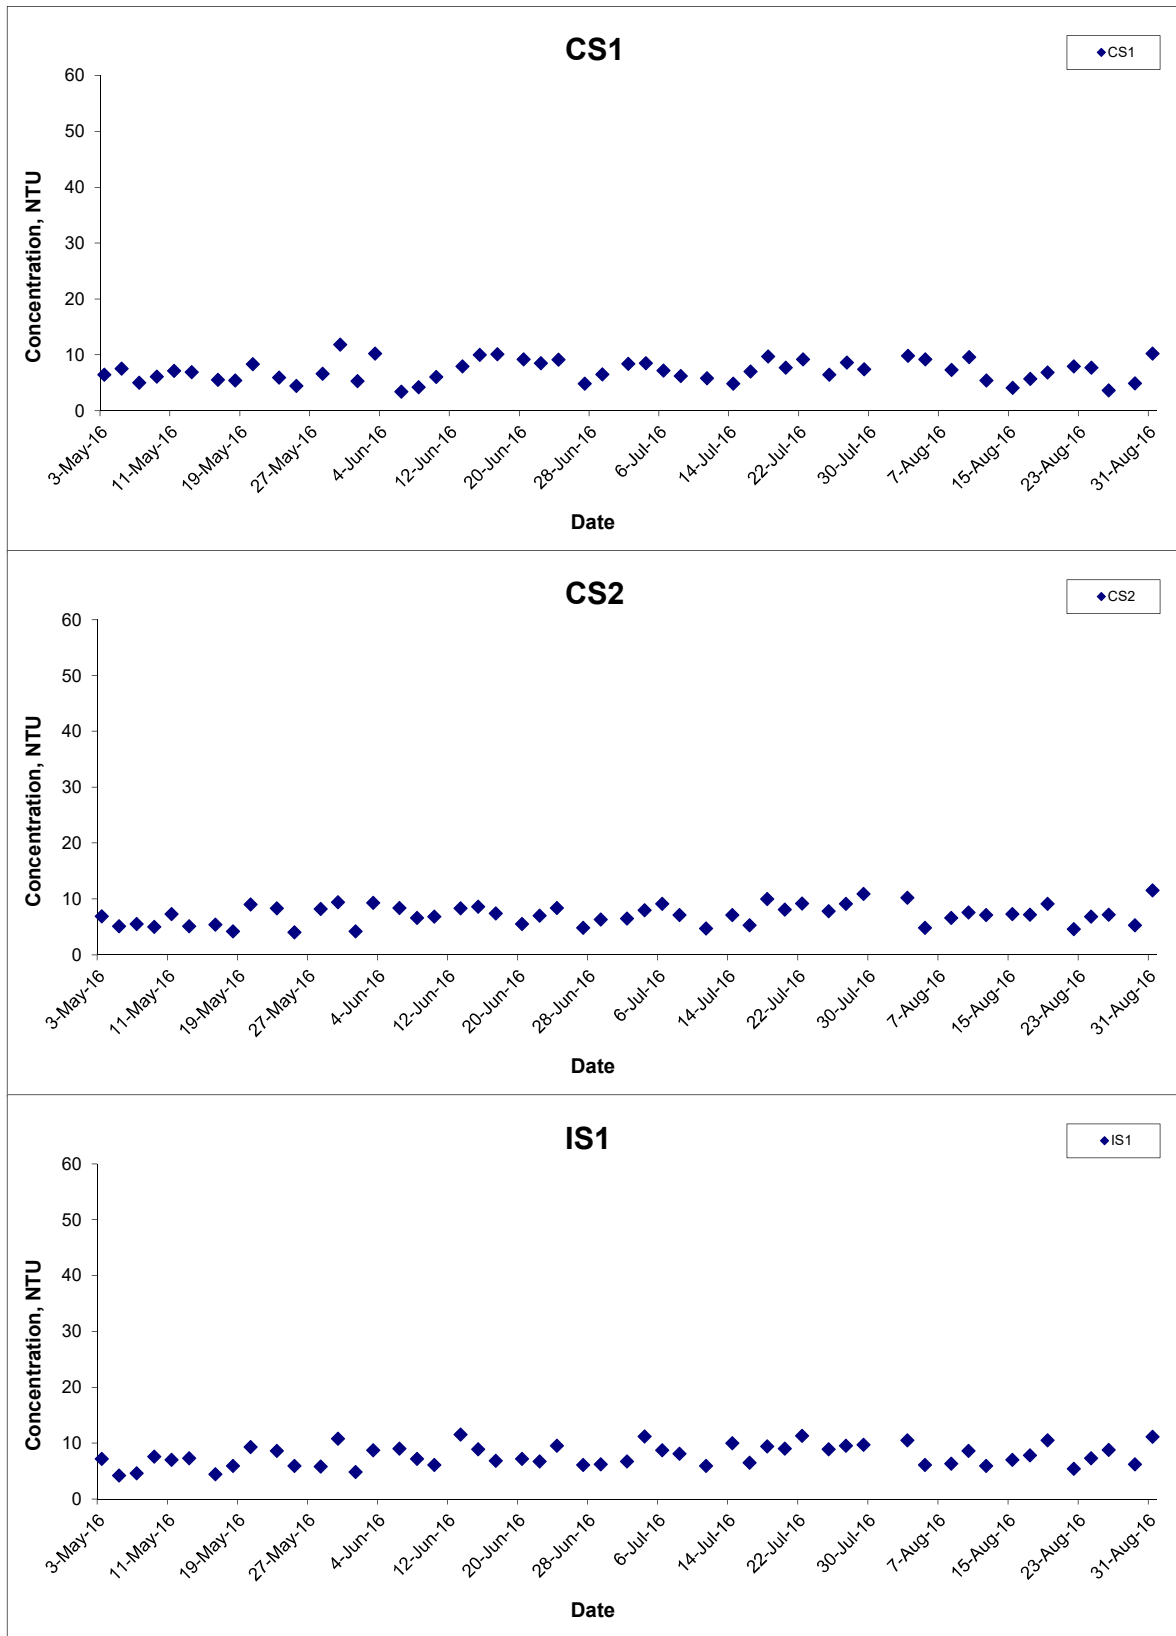 CS1
CS1
60
50
40
30
20
10
0
Concentration, NTU
3-May-16
11-May-16
19-May-16
27-May-16
4-Jun-16
12-Jun-16
20-Jun-16
28-Jun-16
6-Jul-16
14-Jul-16
22-Jul-16
30-Jul-16
7-Aug-16
15-Aug-16
23-Aug-16
31-Aug-16
Date
CS2
CS2
60
50
40
30
20
10
0
Concentration, NTU
3-May-16
11-May-16
19-May-16
27-May-16
4-Jun-16
12-Jun-16
20-Jun-16
28-Jun-16
6-Jul-16
14-Jul-16
22-Jul-16
30-Jul-16
7-Aug-16
15-Aug-16
23-Aug-16
31-Aug-16
Date
IS1
IS1
60
50
40
30
20
10
0
Concentration, NTU
3-May-16
11-May-16
19-May-16
27-May-16
4-Jun-16
12-Jun-16
20-Jun-16
28-Jun-16
6-Jul-16
14-Jul-16
22-Jul-16
30-Jul-16
7-Aug-16
15-Aug-16
23-Aug-16
31-Aug-16
Date